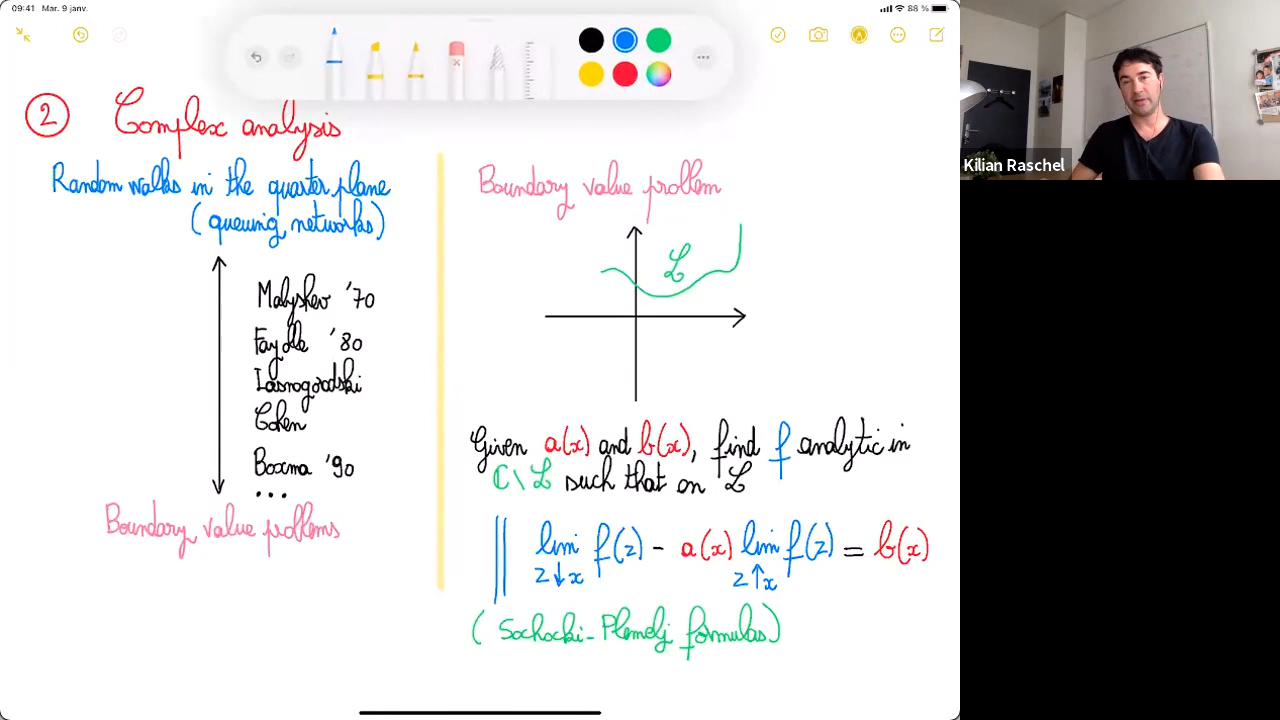 09:41 Mar. 9 janv.
88 %
② Complex analysis
Random walks in the quarter plane
(queuing networks)
Malyshev '70
Fayolle '80
Iasnogorodski
Cohen
Boxma '90
...
Boundary value problems
Boundary value problem
ℒ
Given a(x) and b(x), find f analytic in
ℂ \ ℒ such that on ℒ
lim f(z) - a(x) lim f(z) = b(x)
z↓x z↑x
(Sochocki-Plemelj formulas)
Kilian Raschel